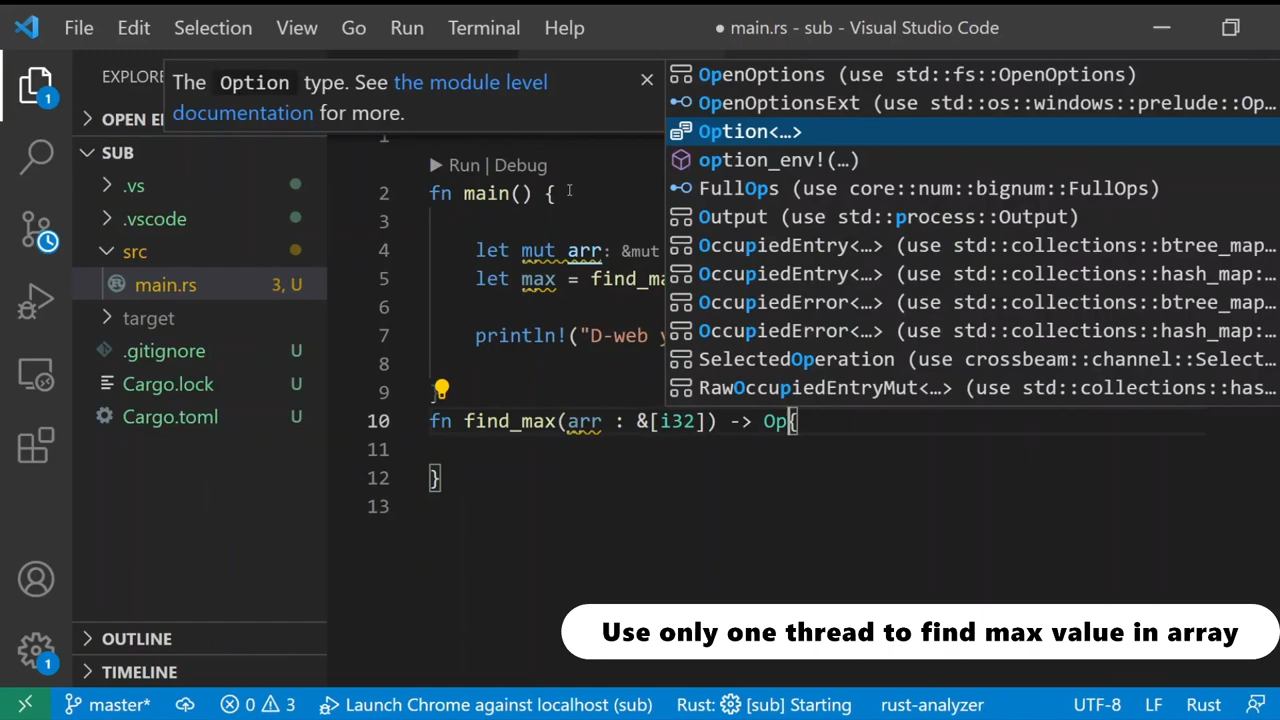 File Edit Selection View Go Run Terminal Help ● main.rs - sub - Visual Studio Code
EXPLORE
The Option type. See the module level
documentation for more.
OPEN E
SUB
.vs
.vscode
src
main.rs 3, U
target
.gitignore U
Cargo.lock U
Cargo.toml U
OUTLINE
TIMELINE
1
1
1
OpenOptions (use std::fs::OpenOptions)
OpenOptionsExt (use std::os::windows::prelude::Op…
Option<…>
option_env!(…)
FullOps (use core::num::bignum::FullOps)
Output (use std::process::Output)
OccupiedEntry<…> (use std::collections::btree_map…
OccupiedEntry<…> (use std::collections::hash_map:…
OccupiedError<…> (use std::collections::btree_map…
OccupiedError<…> (use std::collections::hash_map:…
SelectedOperation (use crossbeam::channel::Select…
RawOccupiedEntryMut<…> (use std::collections::has…
Run | Debug
2 fn main() {
3
4 let mut arr: &mut
5 let max = find_ma
6
7 println!("D-web y
8
9 }
10 fn find_max(arr : &[i32]) -> Op{
11
12 }
13
Use only one thread to find max value in array
master* 0 3 Launch Chrome against localhost (sub) Rust: [sub] Starting rust-analyzer UTF-8 LF Rust